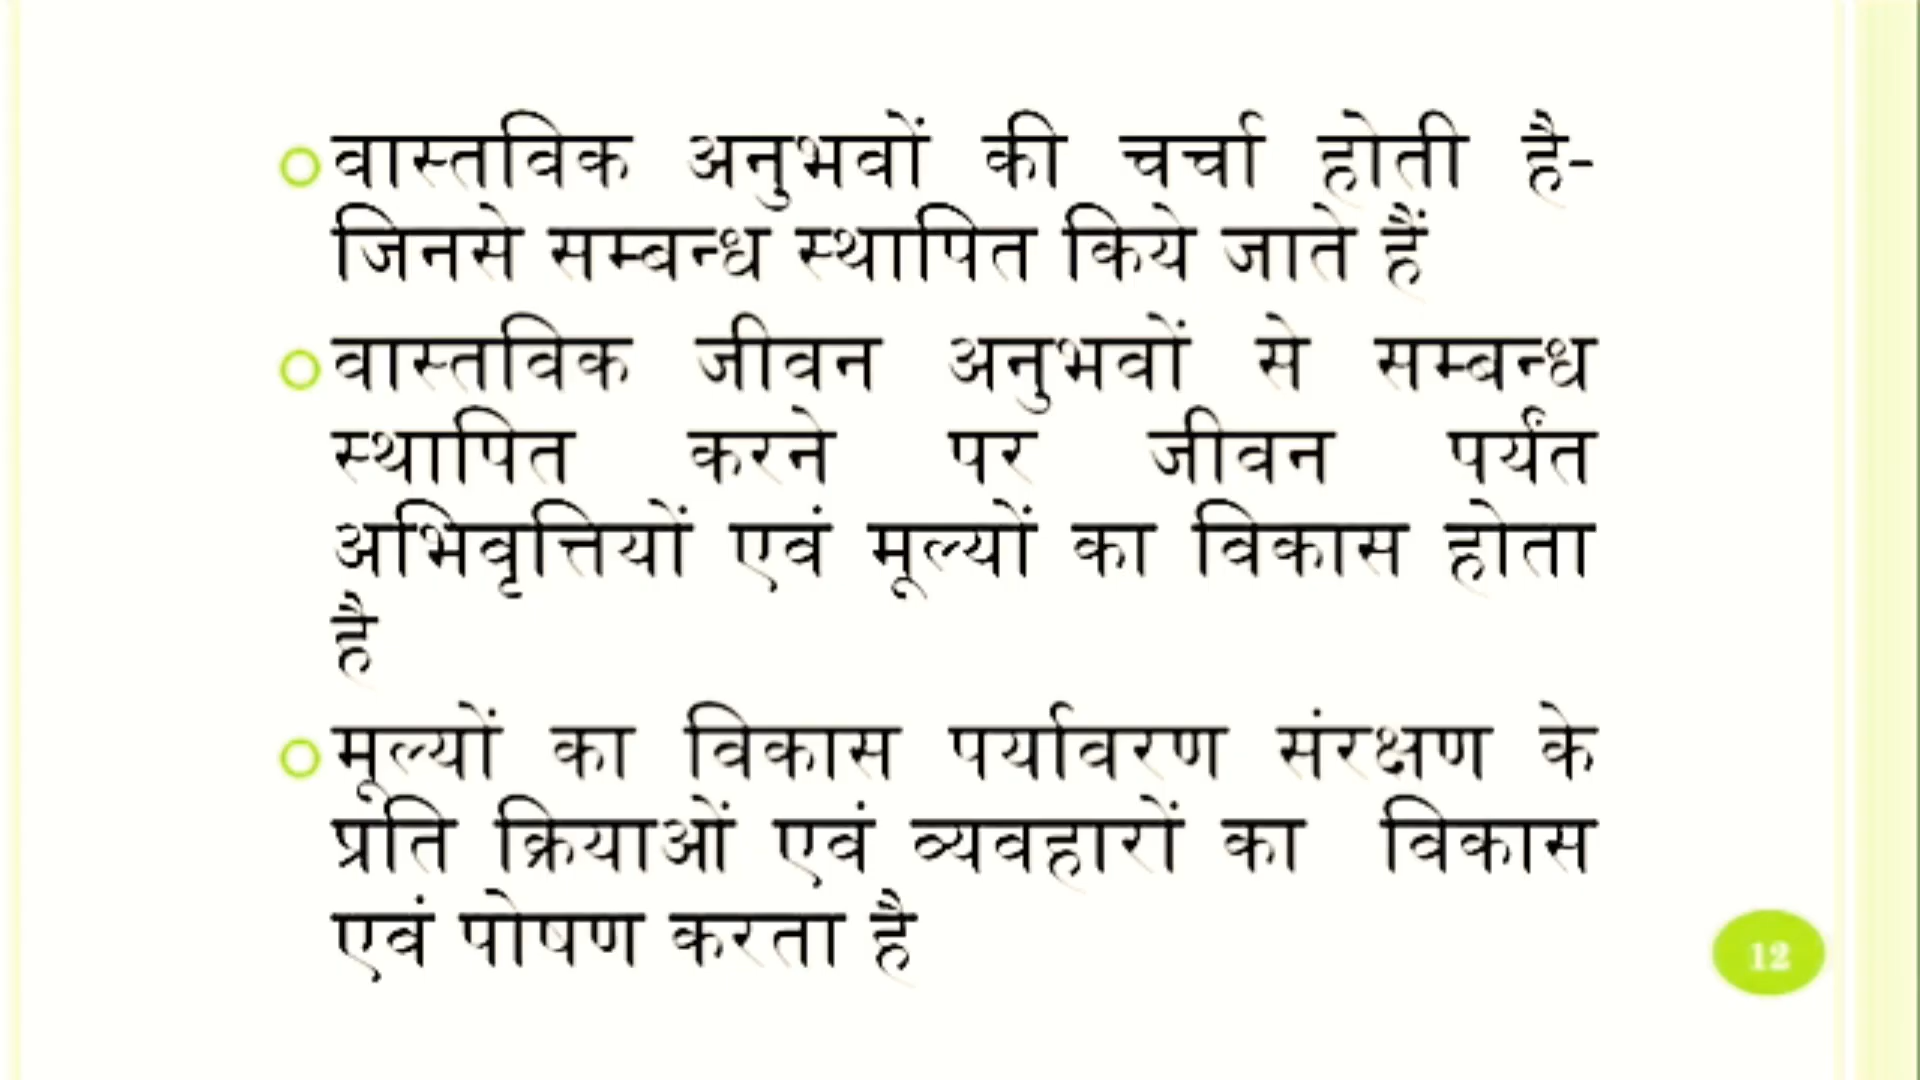 वास्तविक अनुभवों की चर्चा होती है-
जिनसे सम्बन्ध स्थापित किये जाते हैं
वास्तविक जीवन अनुभवों से सम्बन्ध
स्थापित करने पर जीवन पर्यंत
अभिवृत्तियों एवं मूल्यों का विकास होता
है
मूल्यों का विकास पर्यावरण संरक्षण के
प्रति क्रियाओं एवं व्यवहारों का विकास
एवं पोषण करता है
12